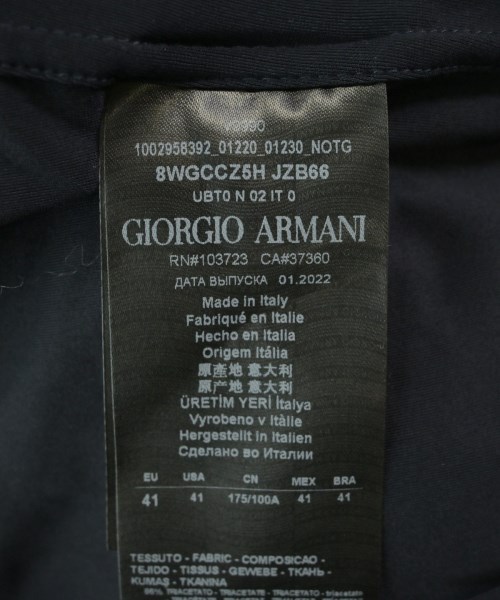 1002958392_01220_01230_NOTG
8WGCCZ5H JZB66
UBT0 N 02 IT 0
GIORGIO ARMANI
RN#103723 CA#37360
ДАТА ВЫПУСКА 01.2022
Made in Italy
Fabriqué en Italie
Hecho en Italia
Origem Itália
原產地 意大利
原产地 意大利
ÜRETİM YERİ İtalya
Vyrobeno v Itálie
Hergestellt in Italien
Сделано во Италии
EU USA CN MEX BRA
41 41 175/100A 41 41
TESSUTO - FABRIC - COMPOSICAO -
TEJIDO - TISSUS - GEWEBE - ТКАНЬ -
KUMAŞ - TKANINA
TRIACETATO - TRIACETATO - triacetate